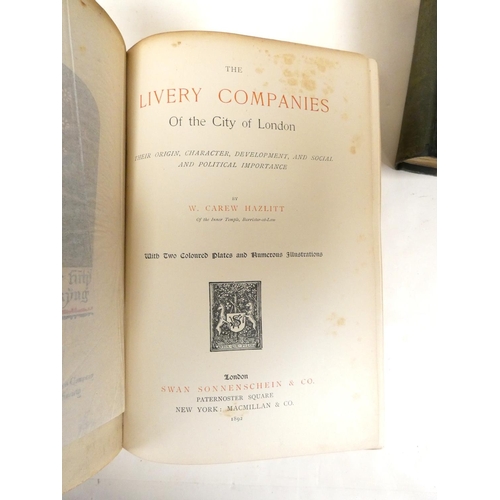 THE
LIVERY COMPANIES
Of the City of London
THEIR ORIGIN, CHARACTER, DEVELOPMENT, AND SOCIAL
AND POLITICAL IMPORTANCE
BY
W. CAREW HAZLITT
Of the Inner Temple, Barrister-at-Law
With Two Coloured Plates and Numerous Illustrations
London
SWAN SONNENSCHEIN & CO.
PATERNOSTER SQUARE
NEW YORK: MACMILLAN & CO.
1892